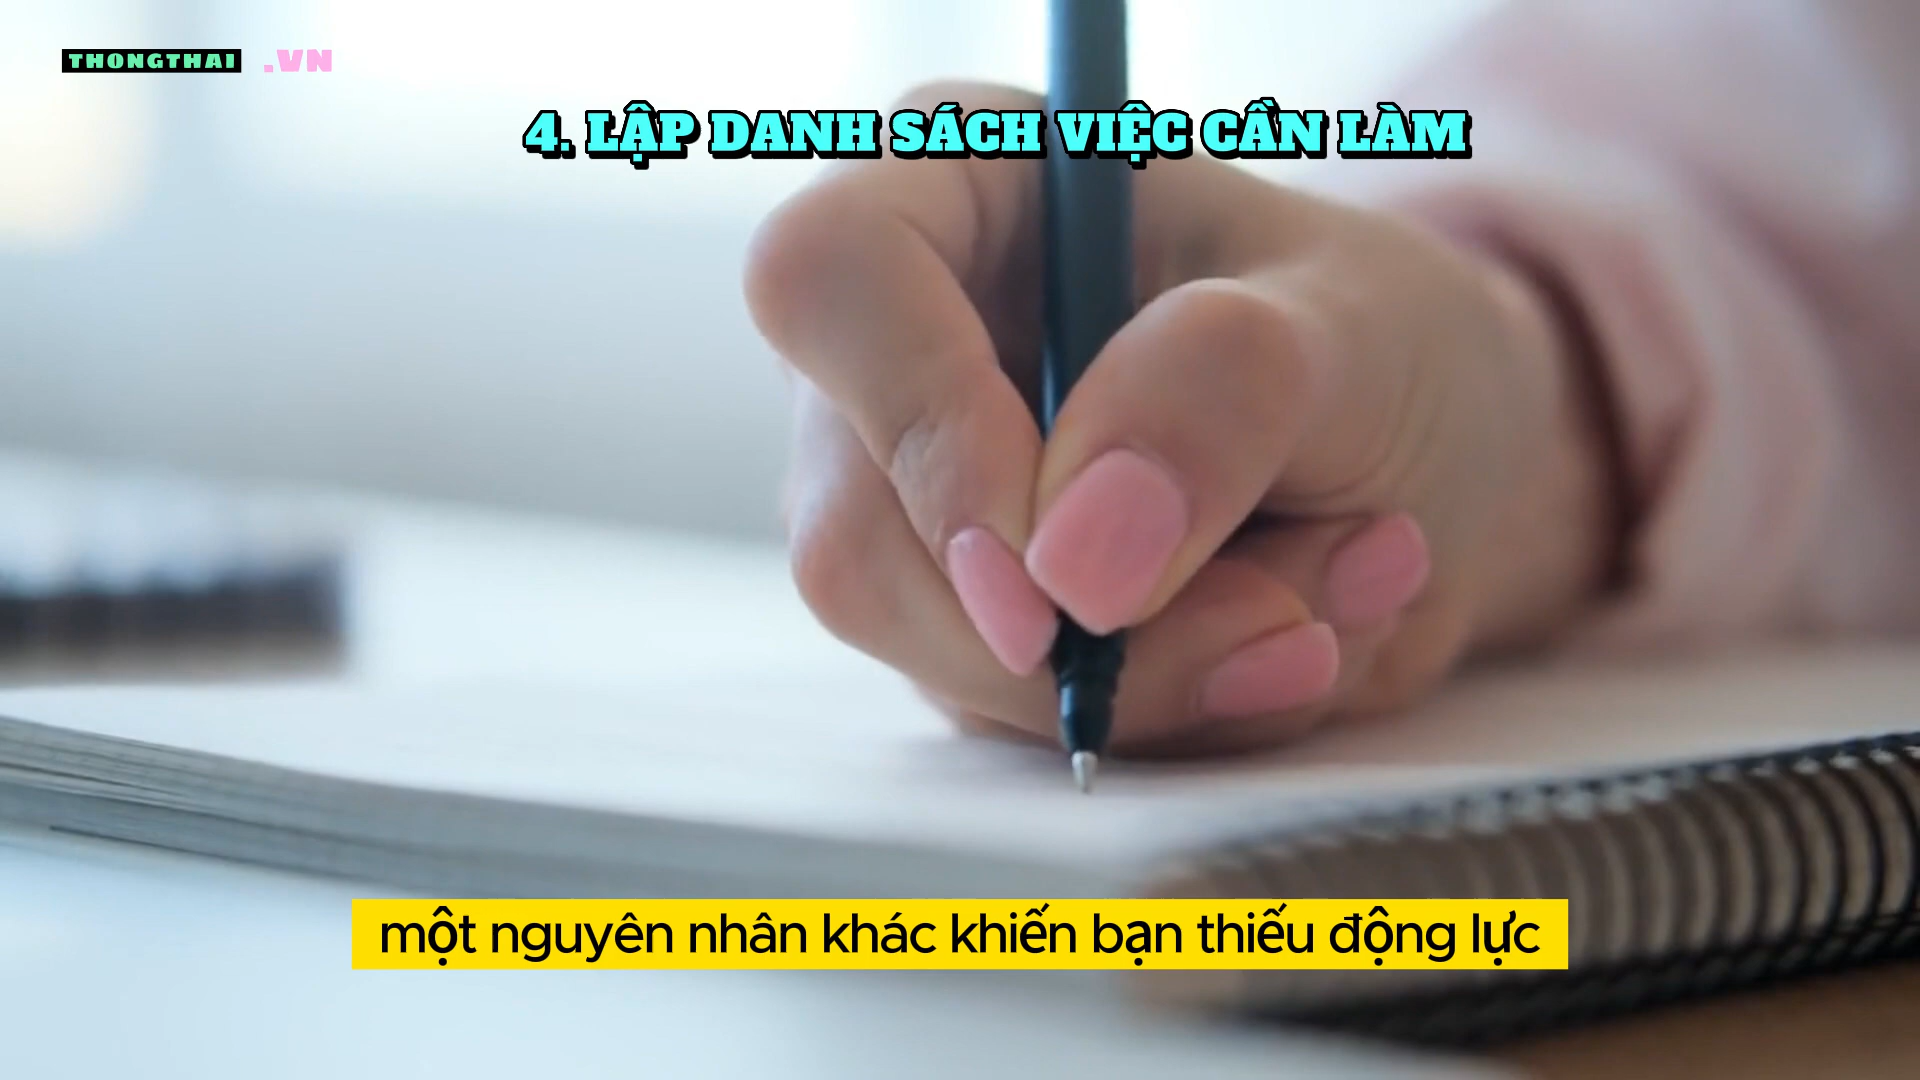 THONGTHAI .VN
4. LẬP DANH SÁCH VIỆC CẦN LÀM
một nguyên nhân khác khiến bạn thiếu động lực